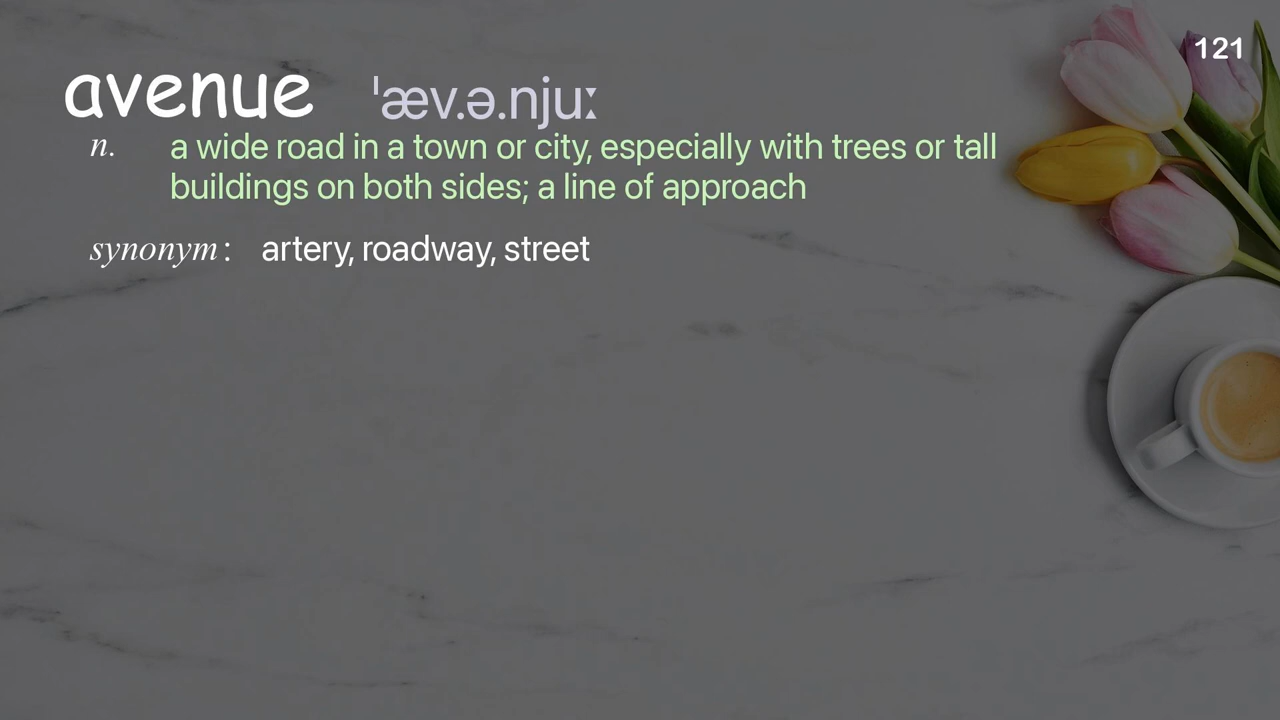 121
avenue ˈæv.ə.njuː
n. a wide road in a town or city, especially with trees or tall
buildings on both sides; a line of approach
synonym: artery, roadway, street